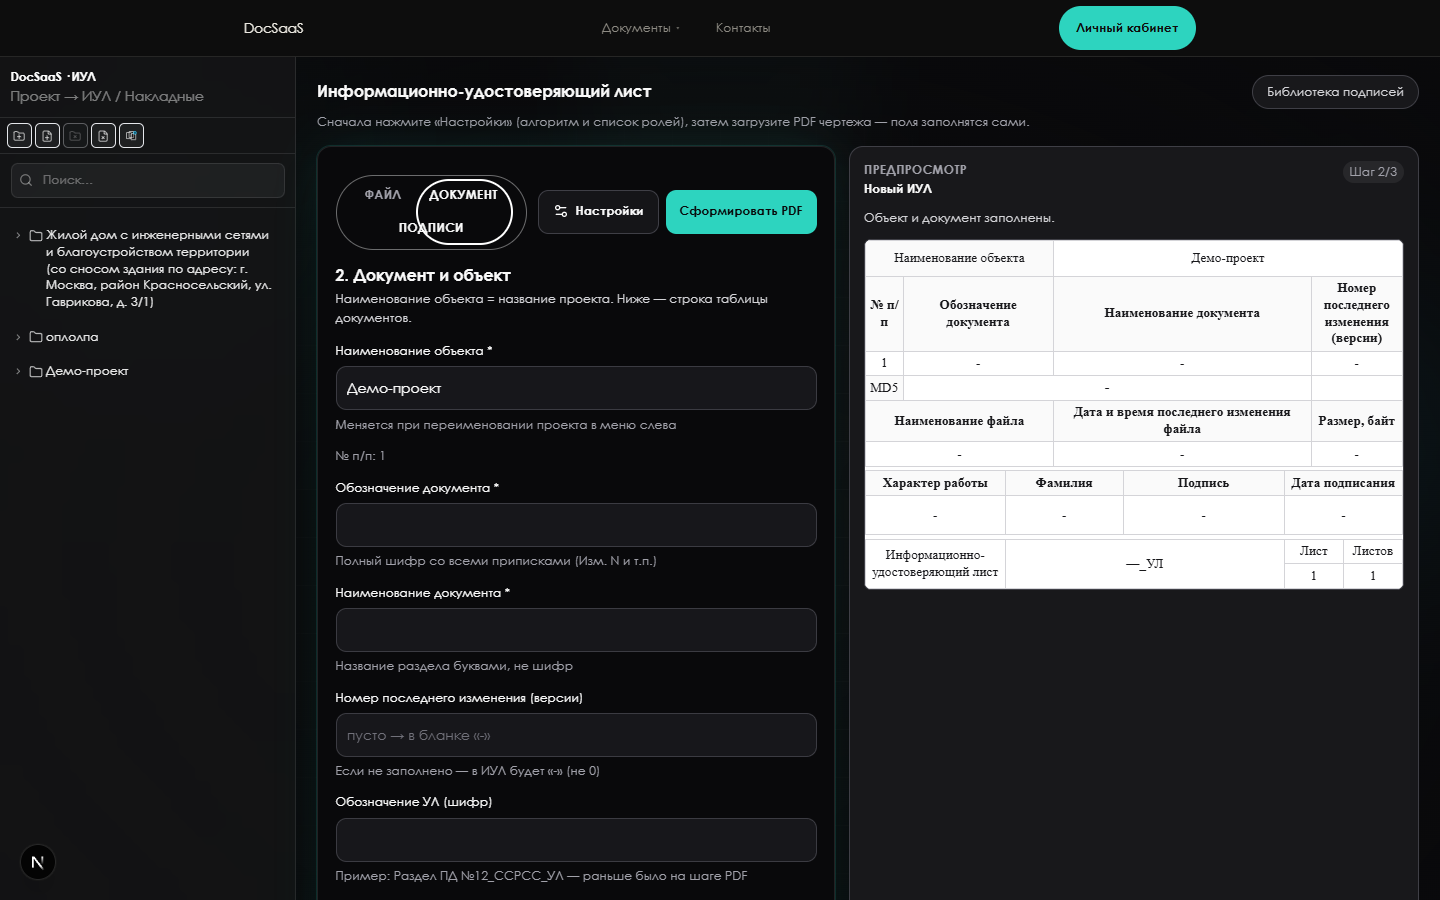 DocSaaS
Документы
Контакты
Личный кабинет
DocSaaS · ИУЛ
Проект → ИУЛ / Накладные
Поиск...
Жилой дом с инженерными сетями
и благоустройством территории
(со сносом здания по адресу: г.
Москва, район Красносельский, ул.
Гаврикова, д. 3/1)
оплолпа
Демо-проект
N
Информационно-удостоверяющий лист
Библиотека подписей
Сначала нажмите «Настройки» (алгоритм и список ролей), затем загрузите PDF чертежа — поля заполнятся сами.
ФАЙЛ
ДОКУМЕНТ
ПОДПИСИ
Настройки
Сформировать PDF
2. Документ и объект
Наименование объекта = название проекта. Ниже — строка таблицы
документов.
Наименование объекта *
Демо-проект
Меняется при переименовании проекта в меню слева
№ п/п: 1
Обозначение документа *
Полный шифр со всеми приписками (Изм. N и т.п.)
Наименование документа *
Название раздела буквами, не шифр
Номер последнего изменения (версии)
пусто → в бланке «-»
Если не заполнено — в ИУЛ будет «-» (не 0)
Обозначение УЛ (шифр)
Пример: Раздел ПД №12_ССРСС_УЛ — раньше было на шаге PDF
ПРЕДПРОСМОТР
Шаг 2/3
Новый ИУЛ
Объект и документ заполнены.
Наименование объекта
Демо-проект
№ п/
п
Обозначение
документа
Наименование документа
Номер
последнего
изменения
(версии)
1
-
-
-
MD5
-
Наименование файла
Дата и время последнего изменения
файла
Размер, байт
-
-
-
Характер работы
Фамилия
Подпись
Дата подписания
-
-
-
-
Информационно-
удостоверяющий лист
—_УЛ
Лист
Листов
1
1